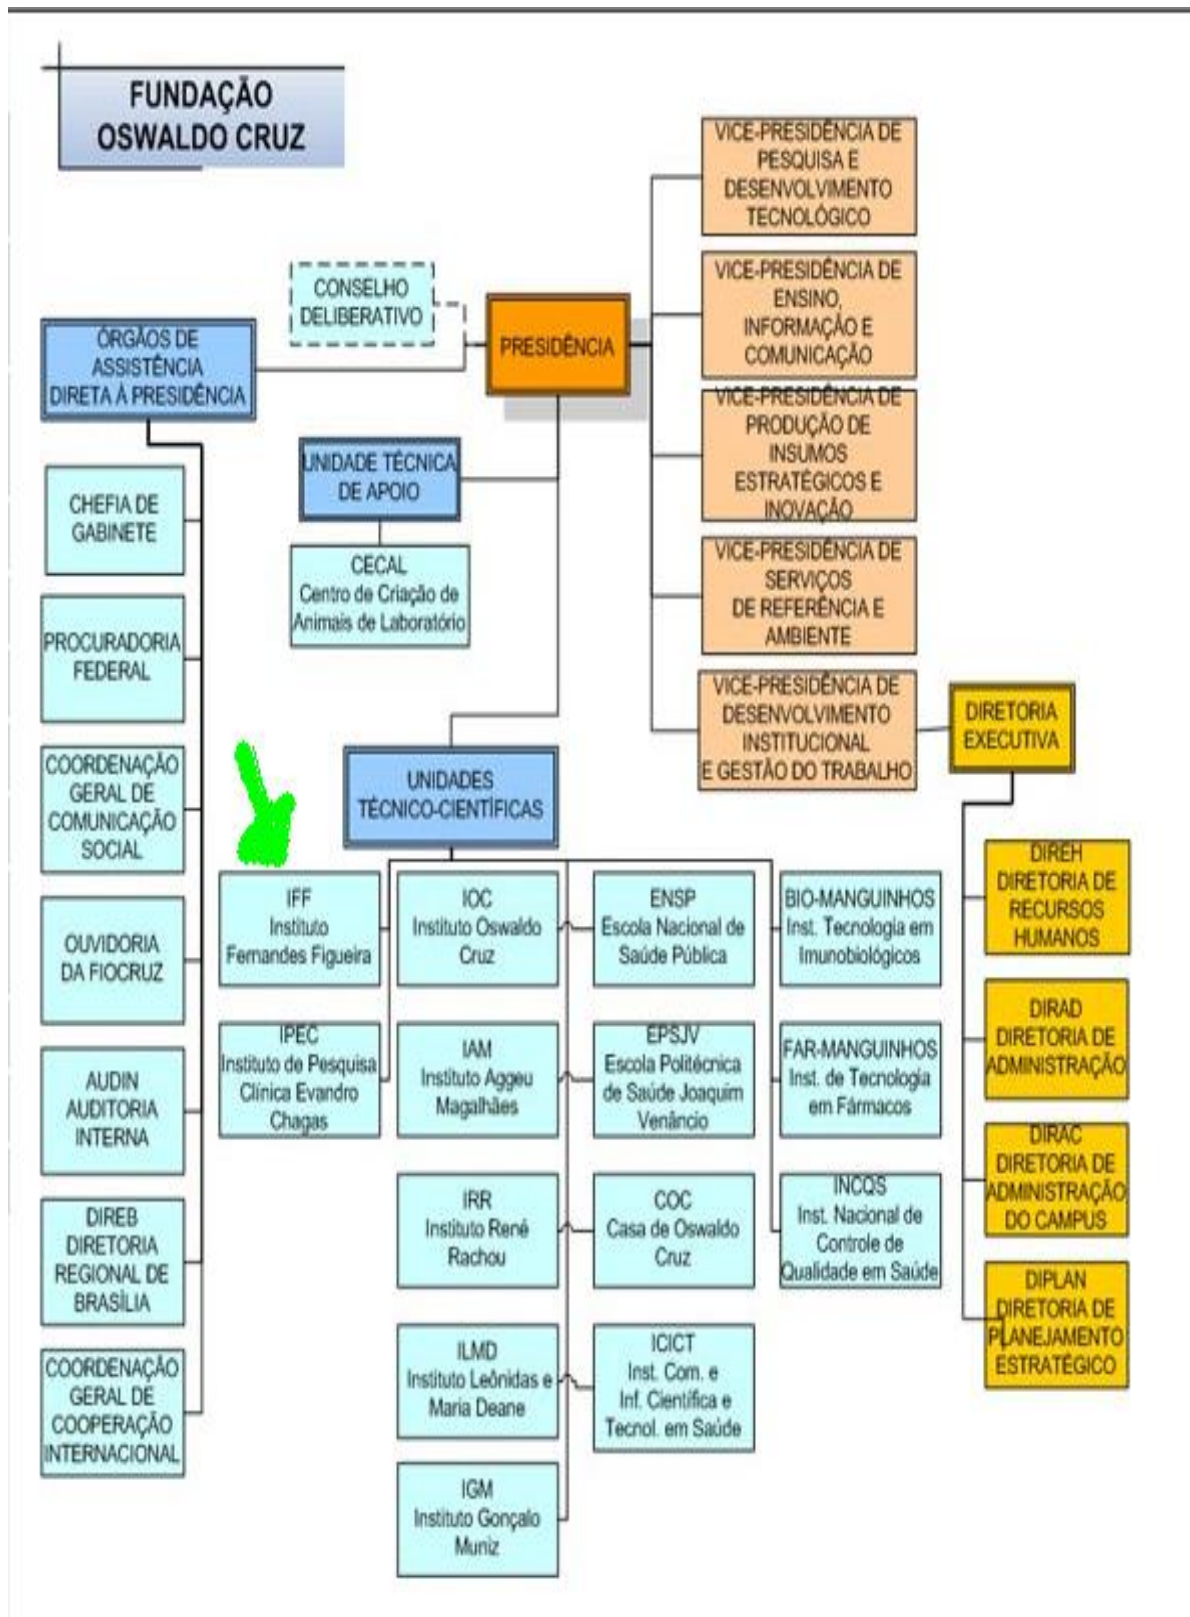 FUNDAÇÃO
OSWALDO CRUZ
VICE-PRESIDÊNCIA DE
PESQUISA E
DESENVOLVIMENTO
TECNOLÓGICO
VICE-PRESIDÊNCIA DE
ENSINO,
INFORMAÇÃO E
COMUNICAÇÃO
VICE-PRESIDÊNCIA DE
PRODUÇÃO DE
INSUMOS
ESTRATÉGICOS E
INOVAÇÃO
VICE-PRESIDÊNCIA DE
SERVIÇOS
DE REFERÊNCIA E
AMBIENTE
VICE-PRESIDÊNCIA DE
DESENVOLVIMENTO
INSTITUCIONAL
E GESTÃO DO TRABALHO
CONSELHO
DELIBERATIVO
PRESIDÊNCIA
ÓRGÃOS DE
ASSISTÊNCIA
DIRETA À PRESIDÊNCIA
UNIDADE TÉCNICA
DE APOIO
CECAL
Centro de Criação de
Animais de Laboratório
CHEFIA DE
GABINETE
PROCURADORIA
FEDERAL
COORDENAÇÃO
GERAL DE
COMUNICAÇÃO
SOCIAL
OUVIDORIA
DA FIOCRUZ
AUDIN
AUDITORIA
INTERNA
DIREB
DIRETORIA
REGIONAL DE
BRASÍLIA
COORDENAÇÃO
GERAL DE
COOPERAÇÃO
INTERNACIONAL
DIRETORIA
EXECUTIVA
DIREH
DIRETORIA DE
RECURSOS
HUMANOS
DIRAD
DIRETORIA DE
ADMINISTRAÇÃO
DIRAC
DIRETORIA DE
ADMINISTRAÇÃO
DO CAMPUS
DIPLAN
DIRETORIA DE
PLANEJAMENTO
ESTRATÉGICO
UNIDADES
TÉCNICO-CIENTÍFICAS
IFF
Instituto
Fernandes Figueira
IPEC
Instituto de Pesquisa
Clínica Evandro
Chagas
IOC
Instituto Oswaldo
Cruz
IAM
Instituto Aggeu
Magalhães
IRR
Instituto René
Rachou
ILMD
Instituto Leônidas e
Maria Deane
IGM
Instituto Gonçalo
Muniz
ENSP
Escola Nacional de
Saúde Pública
EPSJV
Escola Politécnica
de Saúde Joaquim
Venâncio
COC
Casa de Oswaldo
Cruz
ICICT
Inst. Com. e
Inf. Científica e
Tecnol. em Saúde
BIO-MANGUINHOS
Inst. Tecnologia em
Imunobiológicos
FAR-MANGUINHOS
Inst. de Tecnologia
em Fármacos
INCQS
Inst. Nacional de
Controle de
Qualidade em Saúde